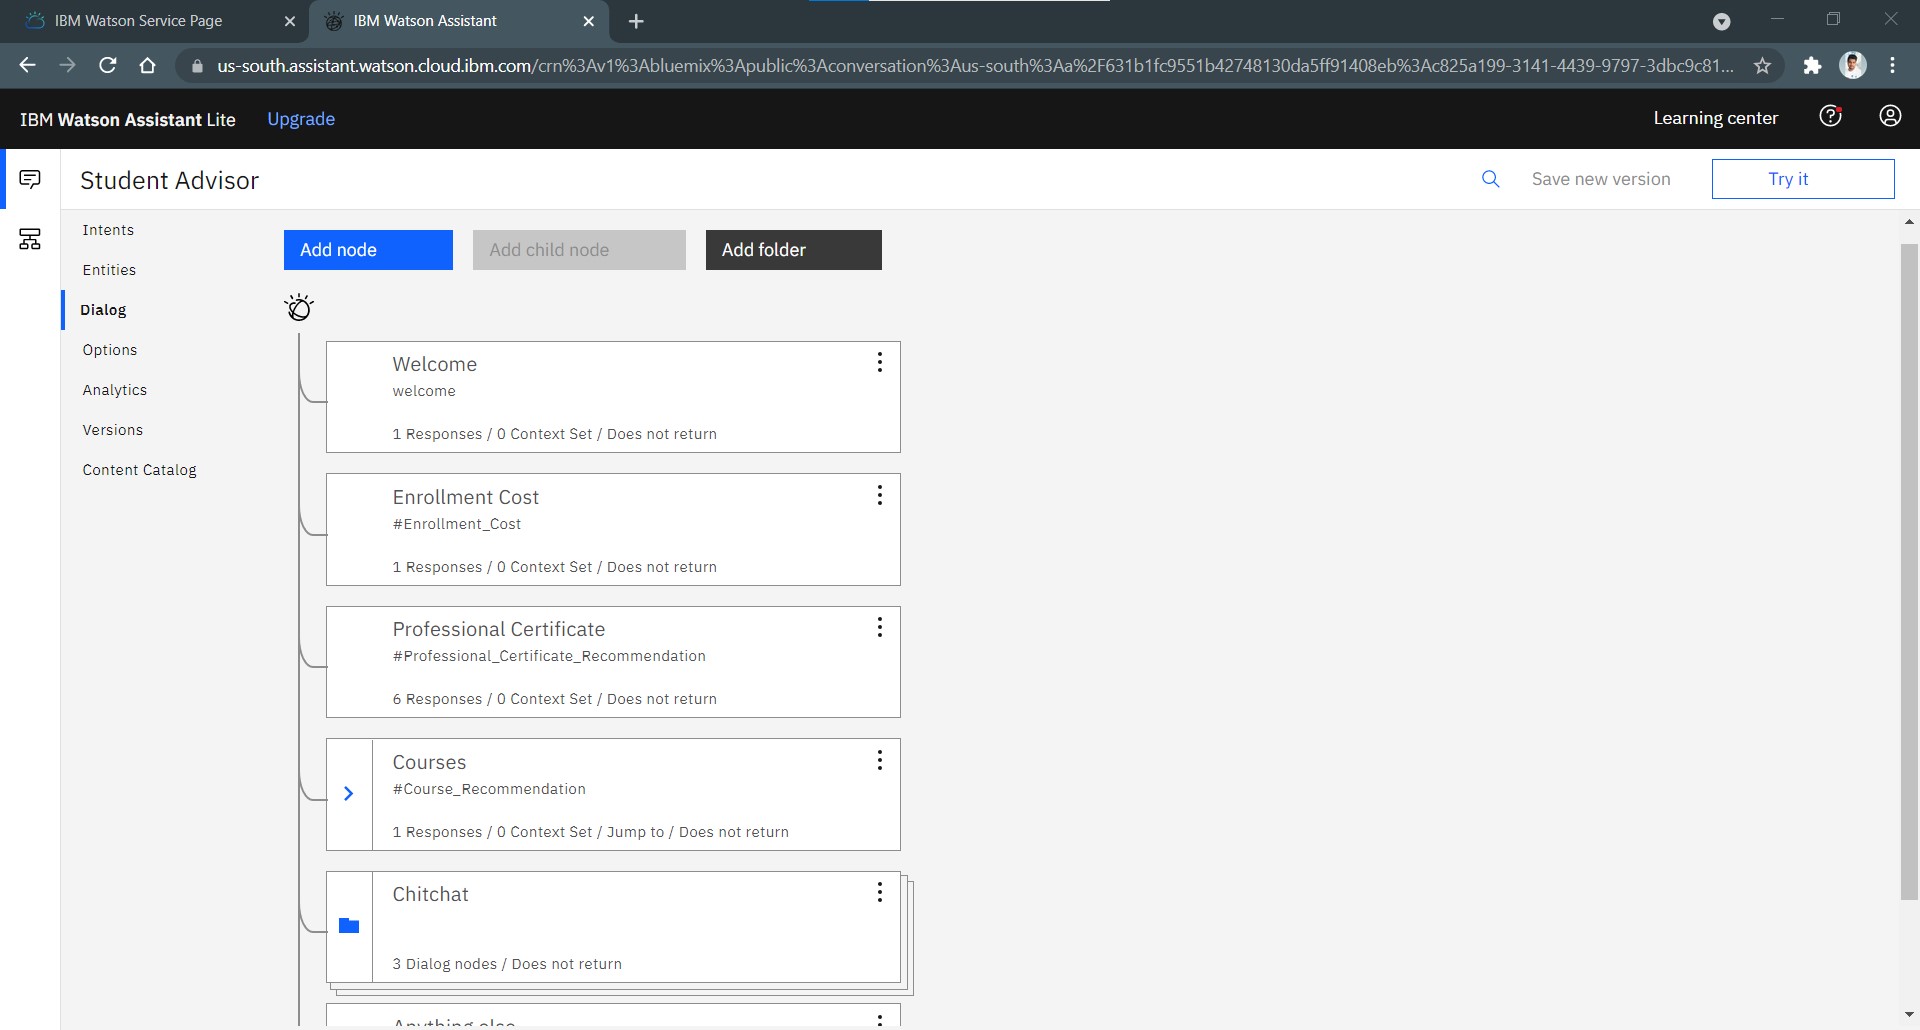 IBM Watson Service Page
IBM Watson Assistant
us-south.assistant.watson.cloud.ibm.com/crn%3Av1%3Abluemix%3Apublic%3Aconversation%3Aus-south%3Aa%2F631b1fc9551b42748130da5ff91408eb%3Ac825a199-3141-4439-9797-3dbc9c81...
IBM Watson Assistant Lite
Upgrade
Learning center
Student Advisor
Save new version
Try it
Intents
Entities
Dialog
Options
Analytics
Versions
Content Catalog
Add node
Add child node
Add folder
Welcome
welcome
1 Responses / 0 Context Set / Does not return
Enrollment Cost
#Enrollment_Cost
1 Responses / 0 Context Set / Does not return
Professional Certificate
#Professional_Certificate_Recommendation
6 Responses / 0 Context Set / Does not return
Courses
#Course_Recommendation
1 Responses / 0 Context Set / Jump to / Does not return
Chitchat
3 Dialog nodes / Does not return
Anything else